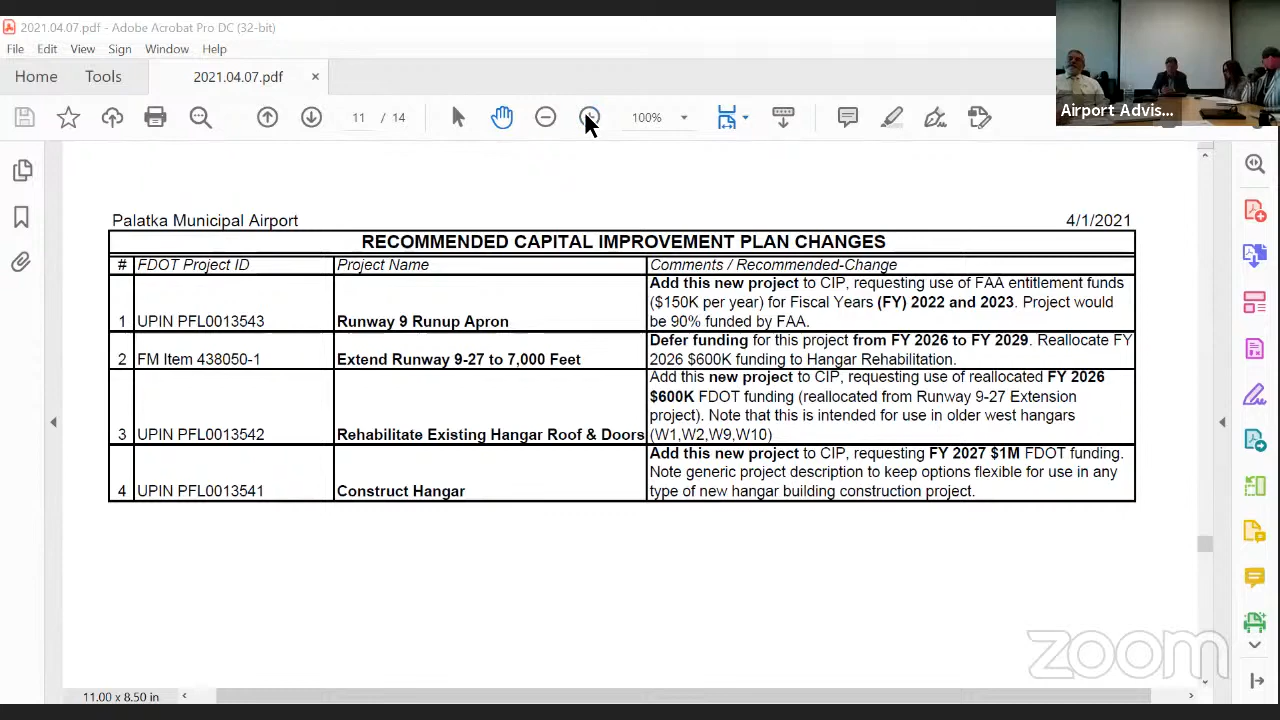 2021.04.07.pdf - Adobe Acrobat Pro DC (32-bit)
File Edit View Sign Window Help
Home Tools 2021.04.07.pdf ×
11 / 14 100%
Airport Advis...
Palatka Municipal Airport 4/1/2021
RECOMMENDED CAPITAL IMPROVEMENT PLAN CHANGES
# FDOT Project ID Project Name Comments / Recommended-Change
1 UPIN PFL0013543 Runway 9 Runup Apron
Add this new project to CIP, requesting use of FAA entitlement funds
($150K per year) for Fiscal Years (FY) 2022 and 2023. Project would
be 90% funded by FAA.
2 FM Item 438050-1 Extend Runway 9-27 to 7,000 Feet
Defer funding for this project from FY 2026 to FY 2029. Reallocate FY
2026 $600K funding to Hangar Rehabilitation.
3 UPIN PFL0013542 Rehabilitate Existing Hangar Roof & Doors
Add this new project to CIP, requesting use of reallocated FY 2026
$600K FDOT funding (reallocated from Runway 9-27 Extension
project). Note that this is intended for use in older west hangars
(W1,W2,W9,W10)
4 UPIN PFL0013541 Construct Hangar
Add this new project to CIP, requesting FY 2027 $1M FDOT funding.
Note generic project description to keep options flexible for use in any
type of new hangar building construction project.
zoom
11.00 x 8.50 in